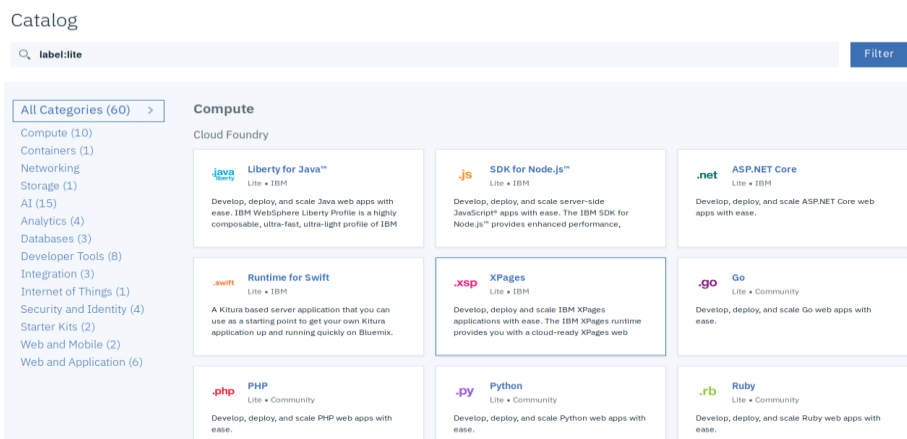 Catalog
label:lite
Filter
All Categories (60) >
Compute (10)
Containers (1)
Networking
Storage (1)
AI (15)
Analytics (4)
Databases (3)
Developer Tools (8)
Integration (3)
Internet of Things (1)
Security and Identity (4)
Starter Kits (2)
Web and Mobile (2)
Web and Application (6)
Compute
Cloud Foundry
java
liberty
Liberty for Java™
Lite • IBM
Develop, deploy, and scale Java web apps with
ease. IBM WebSphere Liberty Profile is a highly
composable, ultra-fast, ultra-light profile of IBM
.js
SDK for Node.js™
Lite • IBM
Develop, deploy, and scale server-side
JavaScript® apps with ease. The IBM SDK for
Node.js™ provides enhanced performance,
.net
ASP.NET Core
Lite • IBM
Develop, deploy, and scale ASP.NET Core web
apps with ease.
.swift
Runtime for Swift
Lite • IBM
A Kitura based server application that you can
use as a starting point to get your own Kitura
application up and running quickly on Bluemix.
.xsp
XPages
Lite • IBM
Develop, deploy and scale IBM XPages
applications with ease. The IBM XPages runtime
provides you with a cloud-ready XPages web
.go
Go
Lite • Community
Develop, deploy, and scale Go web apps with
ease.
.php
PHP
Lite • Community
Develop, deploy, and scale PHP web apps with
ease.
.py
Python
Lite • Community
Develop, deploy, and scale Python web apps with
ease.
.rb
Ruby
Lite • Community
Develop, deploy, and scale Ruby web apps with
ease.